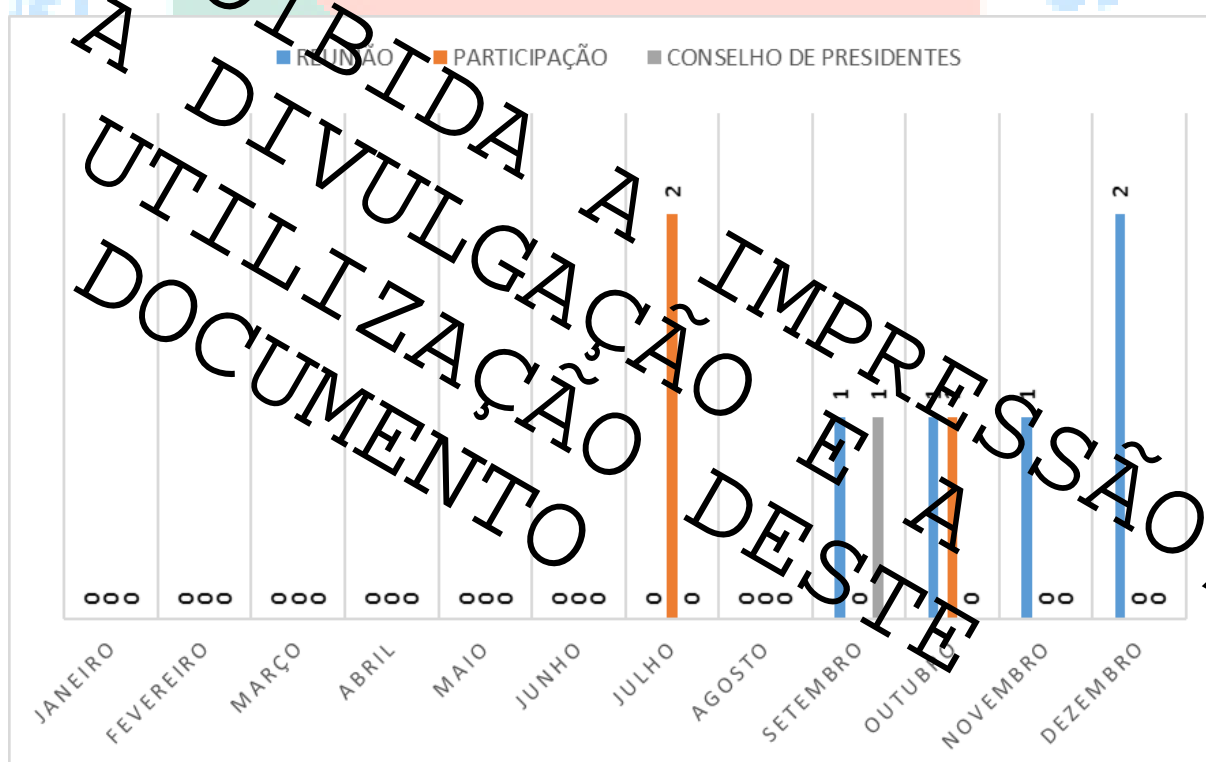 REUNIÃO PARTICIPAÇÃO CONSELHO DE PRESIDENTES
A IMPRESSÃO,
A DIVULGAÇÃO E A
UTILIZAÇÃO DESTE
DOCUMENTO
2 2
1 1 1 1
0 0 0 0 0 0 0 0 0 0 0 0 0 0 0 0 0 0 0 0 0 0 0 0 0 0 0 0 0
JANEIRO FEVEREIRO MARÇO ABRIL MAIO JUNHO JULHO AGOSTO SETEMBRO OUTUBRO NOVEMBRO DEZEMBRO